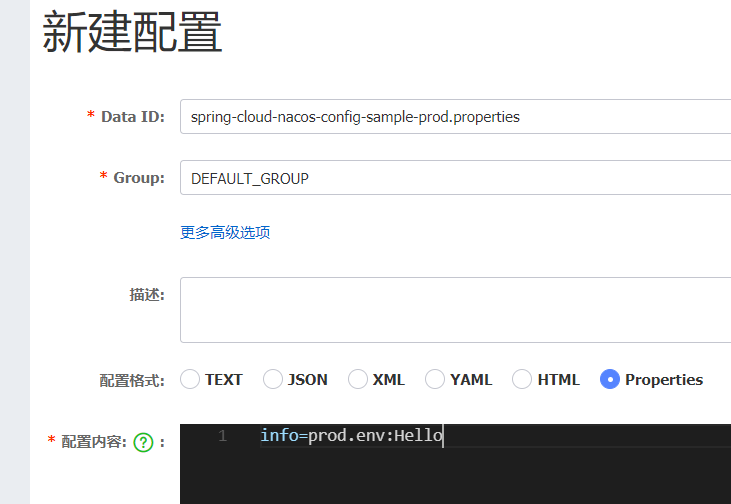 新建配置
* Data ID: spring-cloud-nacos-config-sample-prod.properties
* Group: DEFAULT_GROUP
更多高级选项
描述:
配置格式: TEXT JSON XML YAML HTML Properties
* 配置内容: ? : 1 info=prod.env:Hello